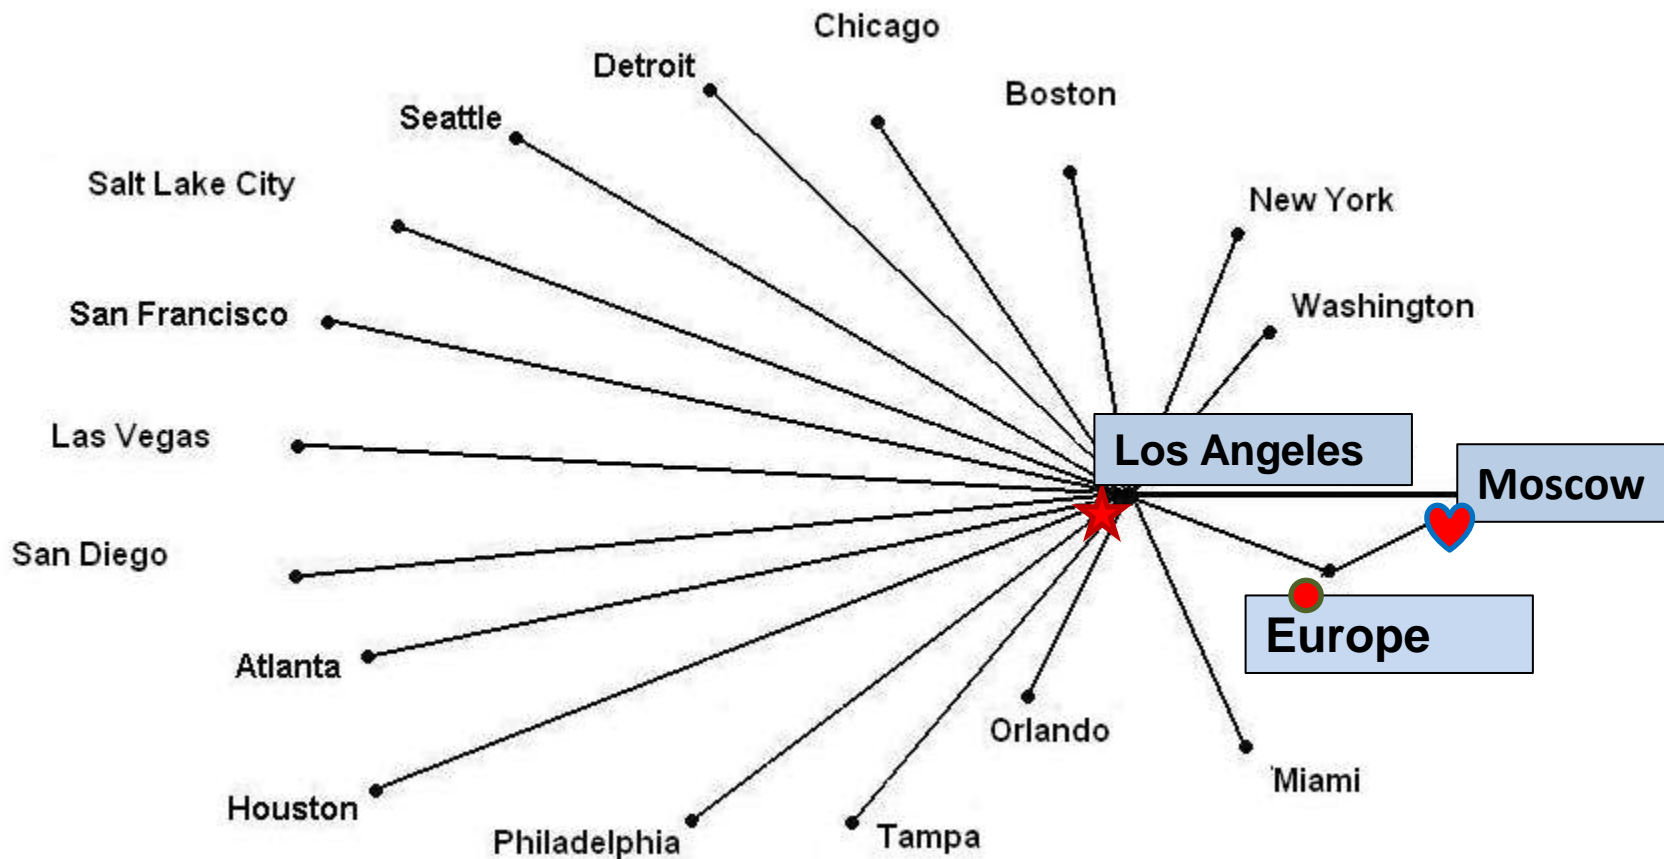 Chicago
Detroit
Boston
Seattle
Salt Lake City
New York
San Francisco
Washington
Las Vegas
Los Angeles
Moscow
San Diego
Europe
Atlanta
Orlando
Miami
Houston
Philadelphia
Tampa